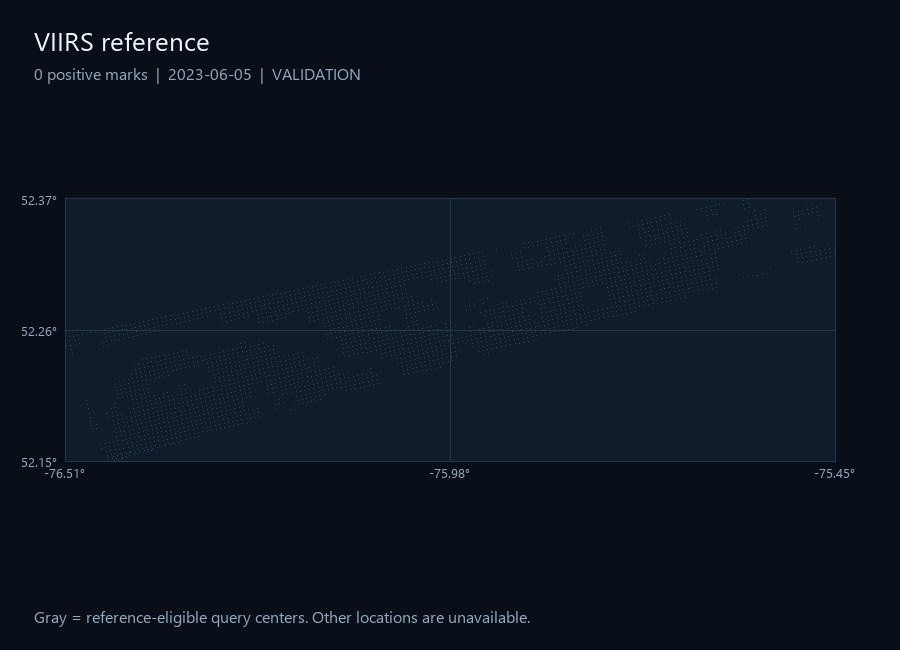 VIIRS reference
0 positive marks | 2023-06-05 | VALIDATION
52.37°
52.26°
52.15°
-76.51°
-75.98°
-75.45°
Gray = reference-eligible query centers. Other locations are unavailable.